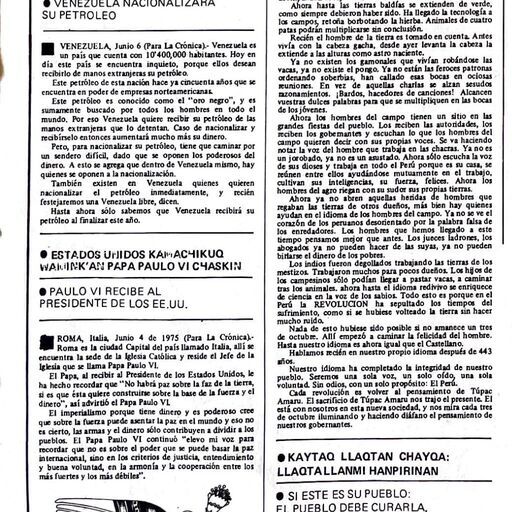 ● VENEZUELA NACIONALIZARA
SU PETROLEO
VENEZUELA, Junio 6 (Para La Crónica).- Venezuela es
un país que cuenta con 10'400,000 habitantes. Hoy en
día este país se encuentra inquieto, porque ellos desean
recibirlo de manos extranjeras su petróleo.
Este petróleo de esta nación hace ya cincuenta años que se
encuentra en poder de empresas norteamericanas.
Este petróleo es conocido como el "oro negro", y es
sumamente buscado por todos los hombres en todo el
mundo. Por eso Venezuela quiere recibir su petróleo de las
manos extranjeras que lo detentan. Caso de nacionalizar y
recibírselo entonces aumentará mucho más su dinero.
Pero, para nacionalizar su petróleo, tiene que caminar por
un sendero difícil, dado que se oponen los poderosos del
dinero. A esto se agrega que dentro de Venezuela mismo, hay
quienes se oponen a la nacionalización.
También existen en Venezuela quienes quieren
nacionalizar el petróleo inmediatamente, y recién
festejaremos una Venezuela libre, dicen.
Hasta ahora sólo sabemos que Venezuela recibirá su
petróleo al finalizar este año.
● ESTADOS UNIDOS KAMACHIKUQ
WAMINK'AN PAPA PAULO VI CHASKIN
● PAULO VI RECIBE AL
PRESIDENTE DE LOS EE.UU.
ROMA, Italia, Junio 4 de 1975 (Para La Crónica).-
Roma es la ciudad Capital del país llamado Italia, allí se
encuentra la sede de la Iglesia Católica y reside el Jefe de la
Iglesia que se llama Papa Paulo VI.
El Papa, al recibir al Presidente de los Estados Unidos, le
ha hecho recordar que "No habrá paz sobre la faz de la tierra,
si es que ésta quiere construirse sobre la base de la fuerza y el
dinero", así advirtió el Papa Paulo VI.
El imperialismo porque tiene dinero y es poderoso cree
que sobre la fuerza puede asentar la paz en el mundo y eso no
es cierto, las armas y el dinero sólo contribuyen a dividir a los
pueblos. El Papa Paulo VI continuó "elevo mi voz para
recordar que no es sobre el poder que se puede basar la paz
internacional, sino en los criterios de justicia, entendimiento
y buena voluntad, en la armonía y la cooperación entre los
más fuertes y los más débiles".
Ahora hasta las tierras baldías se extienden de verde,
como siempre debieron haber sido. Ha llegado la tecnología a
los campos, retoña borbotando la hierba. Animales de cuatro
patas podrán multiplicarse sin conclusión.
Recién el hombre de la tierra es tomado en cuenta. Antes
vivía con la cabeza gacha, desde ayer levanta la cabeza la
extiende a las alturas como astro naciente.
Ya no existen los gamonales que vivían robándose las
vacas, ya no existe el pongo. Ya no están las feroces patronas
ordenando soberbias, han callado esas bocas en ociosas
reuniones. En vez de aquellas charlas se alzan sesudos
razonamientos. ¡Bardos, hacedores de canciones! Alcancen
vuestras dulces palabras para que se multipliquen en las bocas
de los jóvenes.
Ahora los hombres del campo tienen un sitio en las
grandes fiestas del pueblo. Los reciben las autoridades, los
reciben los gobernantes y escuchan lo que los hombres del
campo quieren decir con sus propias voces. Se va haciendo
notar la voz del hombre que trabaja en las chacras. Ya no es
un jorobado, ya no es un asustado. Ahora sólo escucha la voz
de sus dioses y trabaja en todo el Perú porque es su casa, se
reúnen entre ellos ayudándose mutuamente en el trabajo,
cultivan sus inteligencias, su fuerza, felices. Ahora los
hombres del agro riegan con su sudor sus propias tierras.
Ahora ya no abren aquellas heridas de hombres que
regaban las tierras de otros dueños, más bien hay quienes
ayudan en el idioma de los hombres del campo. Ya no se ve el
corazón de los peruanos desorientado por la palabra falsa de
los enredadores. Los hombres que hemos llegado a este
tiempo pensamos mejor que antes. Los jueces ladrones, los
abogados ya no pueden hacer de las suyas, ya no pueden
birlarse el dinero de los pobres.
Los indios fueron degollados trabajando las tierras de los
mestizos. Trabajaron muchos para pocos dueños. Los hijos de
los campesinos sólo podían llegar a pastar vacas, a caminar
tras los animales. ahora hasta el idioma redivivo se enriquece
de ciencia en la voz de los sabios. Todo esto es porque en el
Perú la REVOLUCION ha sepultado los tiempos del
sufrimiento, como si se hubiese volteado la tierra sin hacer
mucho ruido.
Nada de esto hubiese sido posible si no amanece un tres
de octubre. Allí empezó a caminar la felicidad del hombre.
Es ahora nuestro idioma igual que el Castellano.
Hablamos recién en nuestro propio idioma después de 443
años.
Nuestro idioma ha completado la integridad de nuestro
pueblo. Seremos una sola voz, un solo oído, una sola
voluntad. Sin odios, con un solo propósito: El Perú.
Cada revolución es volver al pensamiento de Túpac
Amaru. El sacrificio de Túpac Amaru nos trajo el presente. El
está con nosotros en esta nueva sociedad, y nos mira cada tres
de octubre iluminando y haciendo diáfano el pensamiento de
nuestros gobernantes.
● KAYTAQ LLAQTAN CHAYQA:
LLAQTALLANMI HANPIRINAN
● SI ESTE ES SU PUEBLO:
EL PUEBLO DEBE CURARLA,